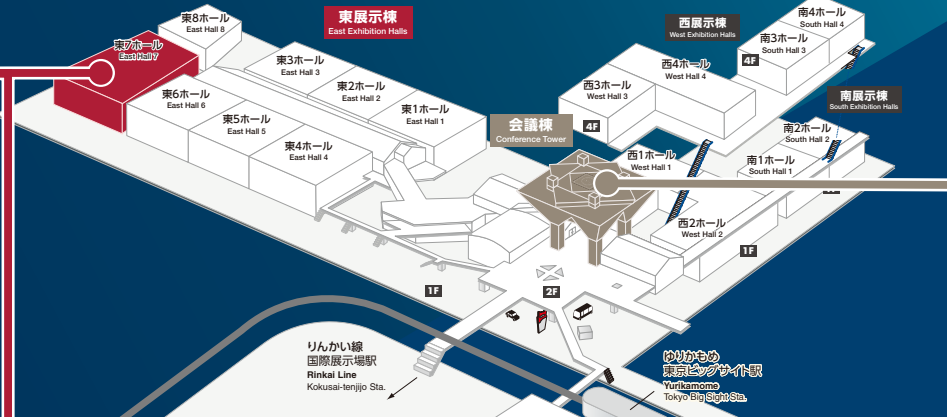 東8ホール
East Hall 8
東展示棟
East Exhibition Halls
東7ホール
East Hall 7
東3ホール
East Hall 3
東2ホール
East Hall 2
東1ホール
East Hall 1
東6ホール
East Hall 6
東5ホール
East Hall 5
東4ホール
East Hall 4
西展示棟
West Exhibition Halls
南4ホール
South Hall 4
南3ホール
South Hall 3
4F
西4ホール
West Hall 4
西3ホール
West Hall 3
4F
南展示棟
South Exhibition Halls
会議棟
Conference Tower
南2ホール
South Hall 2
西1ホール
West Hall 1
南1ホール
South Hall 1
西2ホール
West Hall 2
1F
1F
2F
りんかい線
国際展示場駅
Rinkai Line
Kokusai-tenjijo Sta.
ゆりかもめ
東京ビッグサイト駅
Yurikamome
Tokyo Big Sight Sta.